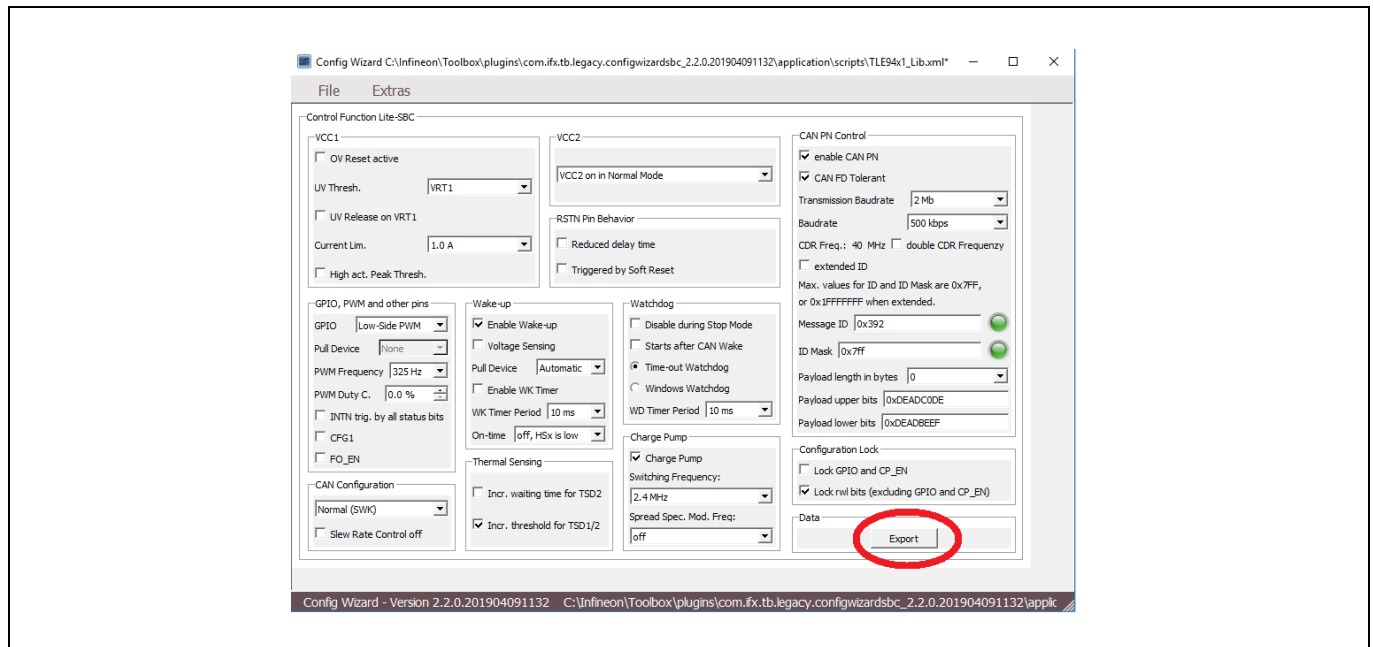 Config Wizard C:\Infineon\Toolbox\plugins\com.ifx.tb.legacy.configwizardsbc_2.2.0.201904091132\application\scripts\TLE94x1_Lib.xml*
File Extras
Control Function Lite-SBC
VCC1
OV Reset active
UV Thresh. VRT1
UV Release on VRT1
Current Lim. 1.0 A
High act. Peak Thresh.
VCC2
VCC2 on in Normal Mode
RSTN Pin Behavior
Reduced delay time
Triggered by Soft Reset
CAN PN Control
enable CAN PN
CAN FD Tolerant
Transmission Baudrate 2 Mb
Baudrate 500 kbps
CDR Freq.: 40 MHz double CDR Frequenzy
extended ID
Max. values for ID and ID Mask are 0x7FF,
or 0x1FFFFFFF when extended.
Message ID 0x392
ID Mask 0x7ff
Payload length in bytes 0
Payload upper bits 0xDEADC0DE
Payload lower bits 0xDEADBEEF
GPIO, PWM and other pins
GPIO Low-Side PWM
Pull Device None
PWM Frequency 325 Hz
PWM Duty C. 0.0 %
INTN trig. by all status bits
CFG1
FO_EN
Wake-up
Enable Wake-up
Voltage Sensing
Pull Device Automatic
Enable WK Timer
WK Timer Period 10 ms
On-time off, HSx is low
Watchdog
Disable during Stop Mode
Starts after CAN Wake
Time-out Watchdog
Windows Watchdog
WD Timer Period 10 ms
CAN Configuration
Normal (SWK)
Slew Rate Control off
Thermal Sensing
Incr. waiting time for TSD2
Incr. threshold for TSD1/2
Charge Pump
Charge Pump
Switching Frequency:
2.4 MHz
Spread Spec. Mod. Freq:
off
Configuration Lock
Lock GPIO and CP_EN
Lock rwl bits (excluding GPIO and CP_EN)
Data
Export
Config Wizard - Version 2.2.0.201904091132 C:\Infineon\Toolbox\plugins\com.ifx.tb.legacy.configwizardsbc_2.2.0.201904091132\applic